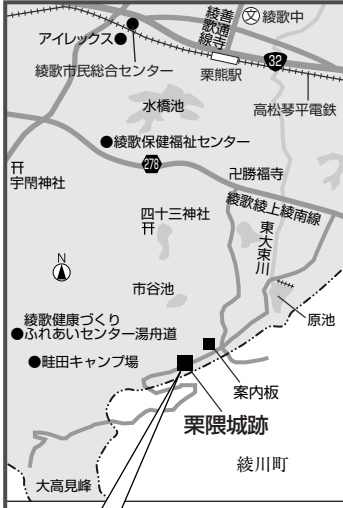 善通寺
綾歌線
文
綾歌中
アイレックス
32
綾歌市民総合センター
栗熊駅
水橋池
高松琴平電鉄
綾歌保健福祉センター
278
卍勝福寺
宇閇神社
綾歌綾上綾南線
四十三神社
東大束川
N
市谷池
綾歌健康づくり
ふれあいセンター湯舟道
原池
畦田キャンプ場
案内板
栗隈城跡
綾川町
大高見峰